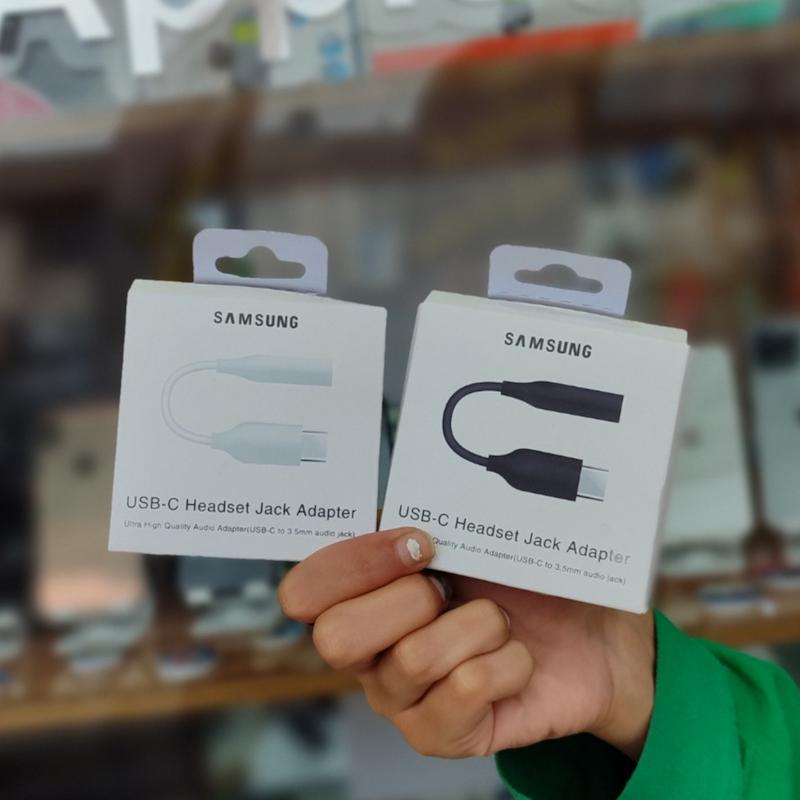 SAMSUNG
USB-C Headset Jack Adapter
Ultra High Quality Audio Adapter(USB-C to 3.5mm audio jack)
SAMSUNG
USB-C Headset Jack Adapter
Quality Audio Adapter(USB-C to 3.5mm audio jack)